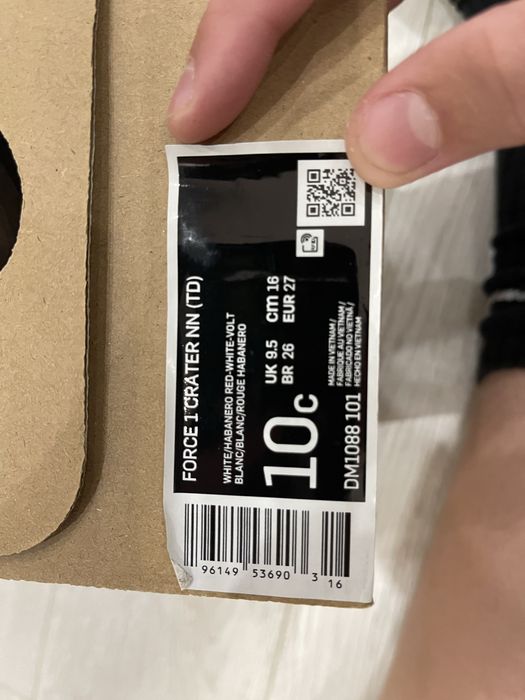 FORCE 1 CRATER NN (TD)
WHITE/HABANERO RED-WHITE-VOLT
BLANC/BLANC/ROUGE HABANERO
10C
UK 9.5 cm 16
BR 26 EUR 27
MADE IN VIETNAM /
FABRIQUE AU VIETNAM /
FABRICADO NO VIETNÃ /
HECHO EN VIETNAM
DM1088 101
96149 53690 3 16